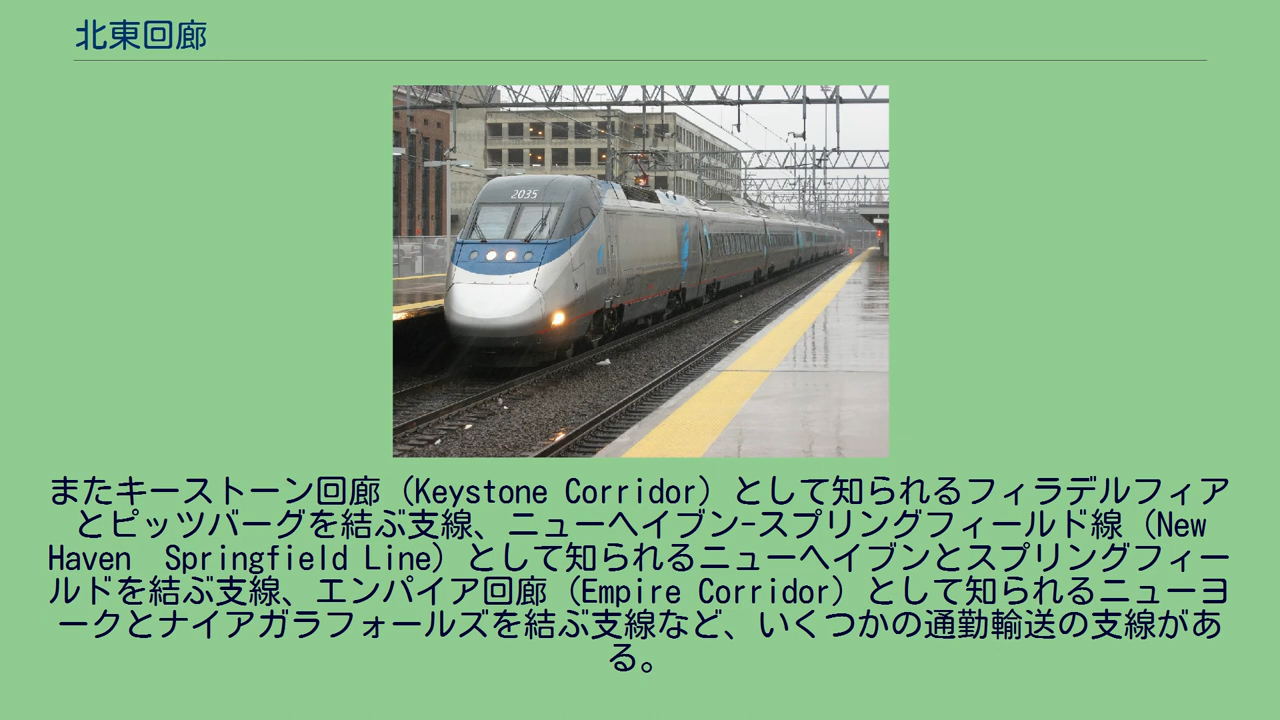 北東回廊
2035
またキーストーン回廊（Keystone Corridor）として知られるフィラデルフィア
とピッツバーグを結ぶ支線、ニューヘイブン-スプリングフィールド線（New
Haven　Springfield Line）として知られるニューヘイブンとスプリングフィー
ルドを結ぶ支線、エンパイア回廊（Empire Corridor）として知られるニューヨ
ークとナイアガラフォールズを結ぶ支線など、いくつかの通勤輸送の支線があ
る。